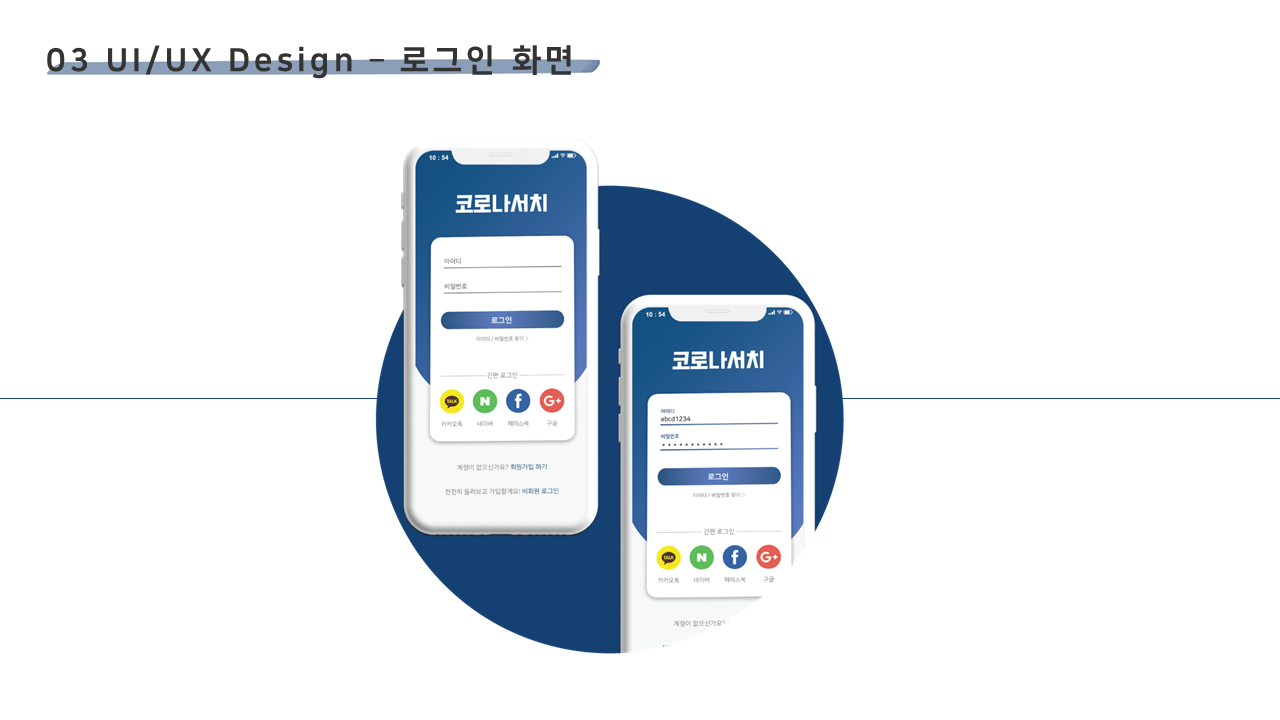 03 UI/UX Design – 로그인 화면
10 : 54
코로나서치
아이디
비밀번호
로그인
아이디 / 비밀번호 찾기 >
간편 로그인
TALK N f G+
카카오톡 네이버 페이스북 구글
계정이 없으신가요? 회원가입 하기
천천히 둘러보고 가입할게요! 비회원 로그인
10 : 54
코로나서치
아이디
abcd1234
비밀번호
로그인
아이디 / 비밀번호 찾기 >
간편 로그인
TALK N f G+
카카오톡 네이버 페이스북 구글
계정이 없으신가요?